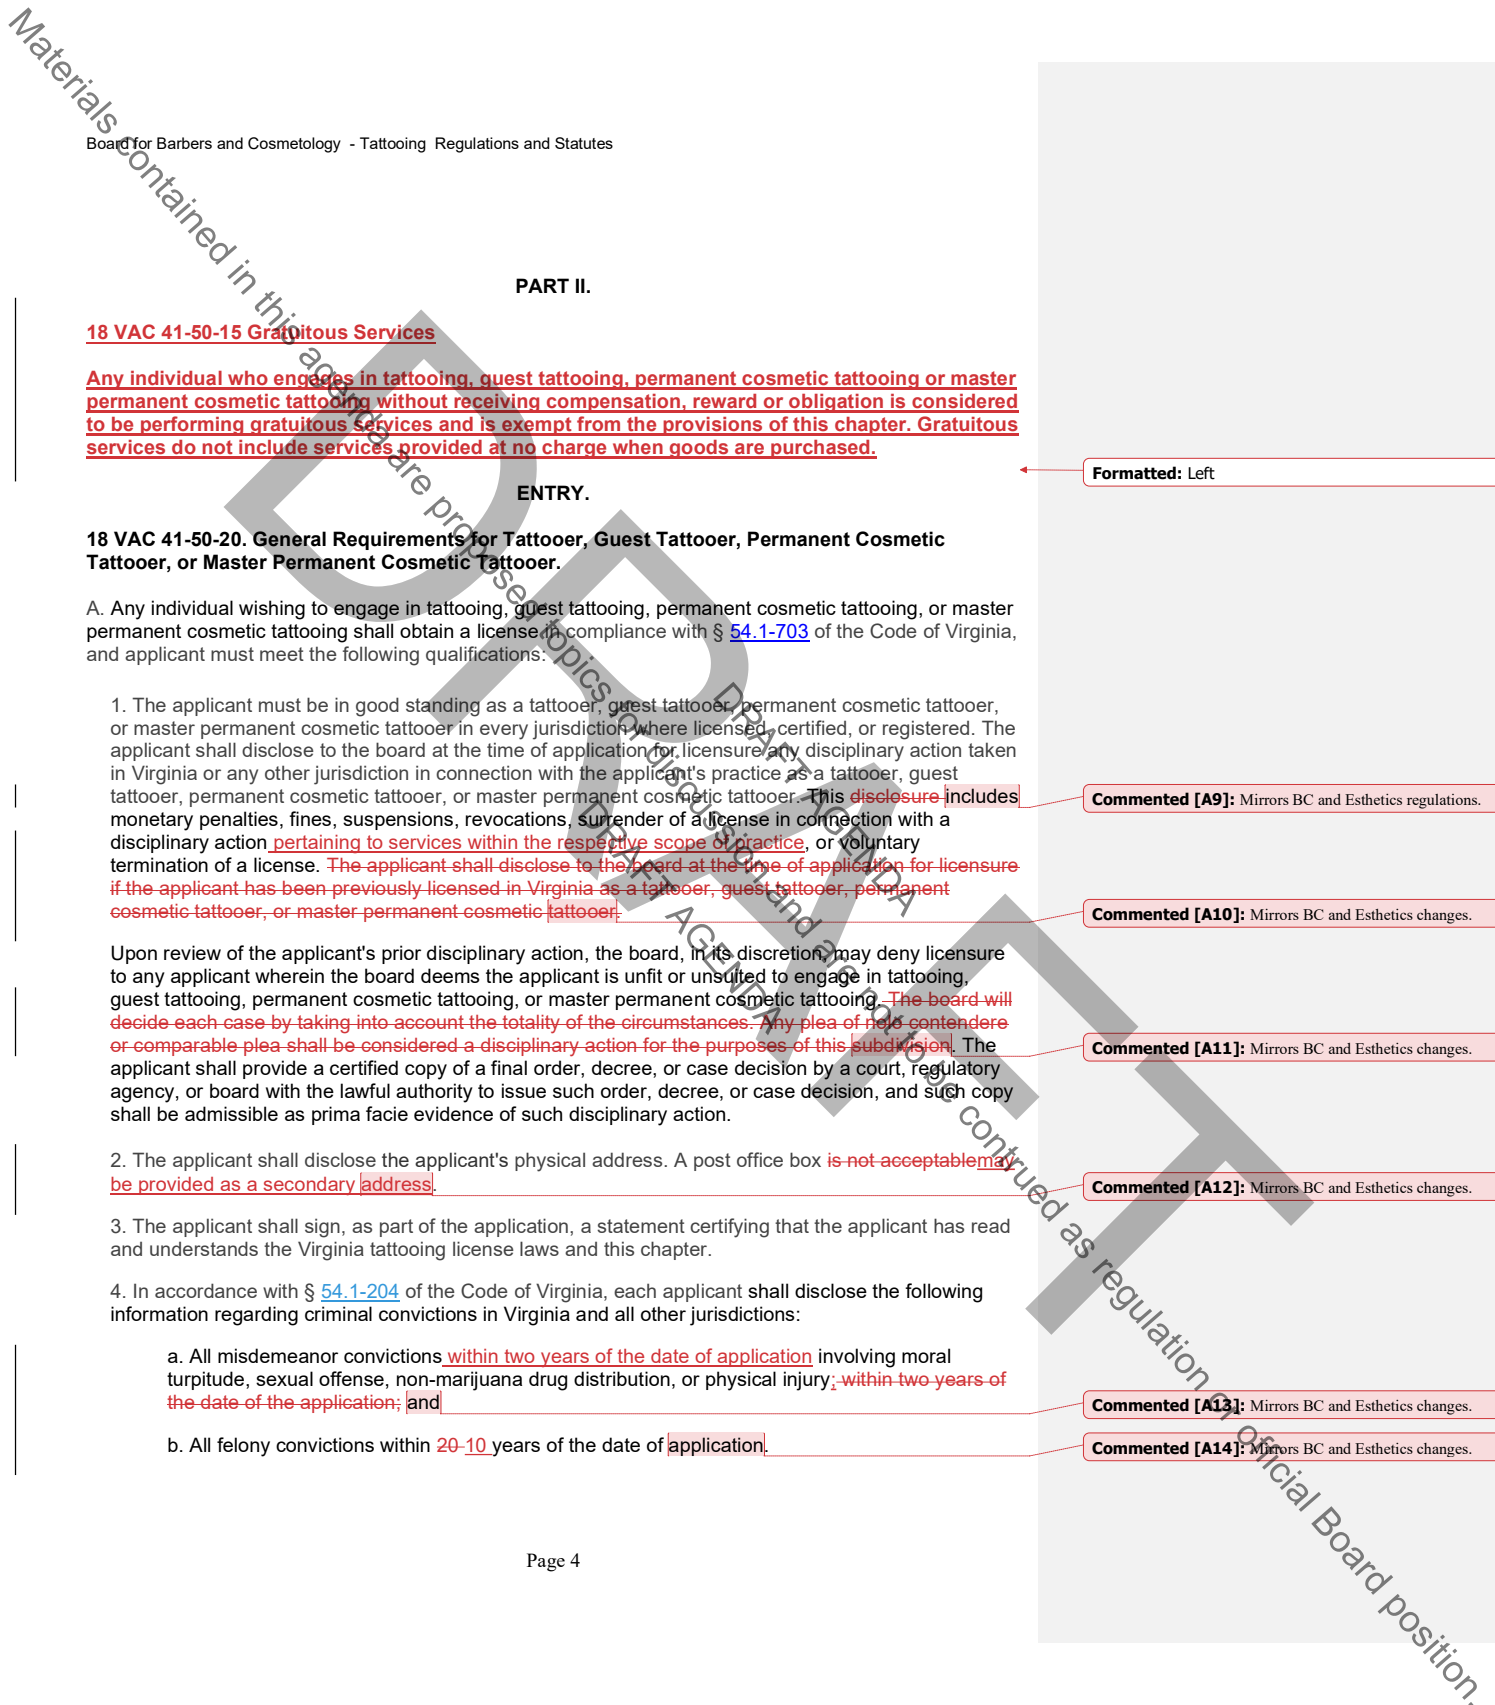 Board for Barbers and Cosmetology - Tattooing Regulations and Statutes
PART II.
18 VAC 41-50-15 Gratuitous Services
Any individual who engages in tattooing, guest tattooing, permanent cosmetic tattooing or master
permanent cosmetic tattooing without receiving compensation, reward or obligation is considered
to be performing gratuitous services and is exempt from the provisions of this chapter. Gratuitous
services do not include services provided at no charge when goods are purchased.
Formatted: Left
ENTRY.
18 VAC 41-50-20. General Requirements for Tattooer, Guest Tattooer, Permanent Cosmetic
Tattooer, or Master Permanent Cosmetic Tattooer.
A. Any individual wishing to engage in tattooing, guest tattooing, permanent cosmetic tattooing, or master
permanent cosmetic tattooing shall obtain a license in compliance with § 54.1-703 of the Code of Virginia,
and applicant must meet the following qualifications:
1. The applicant must be in good standing as a tattooer, guest tattooer, permanent cosmetic tattooer,
or master permanent cosmetic tattooer in every jurisdiction where licensed, certified, or registered. The
applicant shall disclose to the board at the time of application for licensure any disciplinary action taken
in Virginia or any other jurisdiction in connection with the applicant's practice as a tattooer, guest
tattooer, permanent cosmetic tattooer, or master permanent cosmetic tattooer. This disclosure includes
Commented [A9]: Mirrors BC and Esthetics regulations.
monetary penalties, fines, suspensions, revocations, surrender of a license in connection with a
disciplinary action pertaining to services within the respective scope of practice, or voluntary
termination of a license. The applicant shall disclose to the board at the time of application for licensure
if the applicant has been previously licensed in Virginia as a tattooer, guest tattooer, permanent
cosmetic tattooer, or master permanent cosmetic tattooer.
Commented [A10]: Mirrors BC and Esthetics changes.
Upon review of the applicant's prior disciplinary action, the board, in its discretion, may deny licensure
to any applicant wherein the board deems the applicant is unfit or unsuited to engage in tattooing,
guest tattooing, permanent cosmetic tattooing, or master permanent cosmetic tattooing. The board will
decide each case by taking into account the totality of the circumstances. Any plea of nolo contendere
or comparable plea shall be considered a disciplinary action for the purposes of this subdivision. The
Commented [A11]: Mirrors BC and Esthetics changes.
applicant shall provide a certified copy of a final order, decree, or case decision by a court, regulatory
agency, or board with the lawful authority to issue such order, decree, or case decision, and such copy
shall be admissible as prima facie evidence of such disciplinary action.
2. The applicant shall disclose the applicant's physical address. A post office box is not acceptablemay
be provided as a secondary address.
Commented [A12]: Mirrors BC and Esthetics changes.
3. The applicant shall sign, as part of the application, a statement certifying that the applicant has read
and understands the Virginia tattooing license laws and this chapter.
4. In accordance with § 54.1-204 of the Code of Virginia, each applicant shall disclose the following
information regarding criminal convictions in Virginia and all other jurisdictions:
a. All misdemeanor convictions within two years of the date of application involving moral
turpitude, sexual offense, non-marijuana drug distribution, or physical injury; within two years of
the date of the application; and
Commented [A13]: Mirrors BC and Esthetics changes.
b. All felony convictions within 20 10 years of the date of application.
Commented [A14]: Mirrors BC and Esthetics changes.
Page 4
Materials contained in this agenda are proposed topics for discussion and are not to be contrued as regulation or official Board position.
DRAFT
DRAFT AGENDA
DRAFT AGENDA